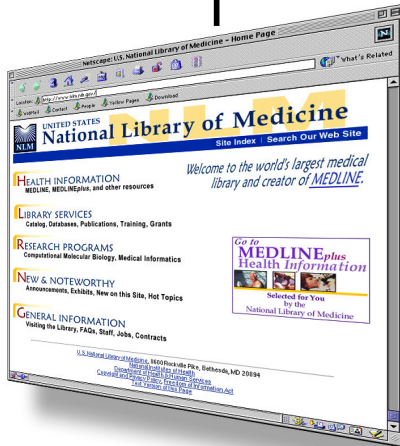 Netscape: U.S. National Library of Medicine - Home Page
What's Related
Location: http://www.nlm.nih.gov/
WebMail Contact People Yellow Pages Download
UNITED STATES
National Library of Medicine
NLM
Site Index | Search Our Web Site
Welcome to the world's largest medical
library and creator of MEDLINE.
HEALTH INFORMATION
MEDLINE, MEDLINEplus, and other resources
LIBRARY SERVICES
Catalog, Databases, Publications, Training, Grants
RESEARCH PROGRAMS
Computational Molecular Biology, Medical Informatics
NEW & NOTEWORTHY
Announcements, Exhibits, New on this Site, Hot Topics
GENERAL INFORMATION
Visiting the Library, FAQs, Staff, Jobs, Contracts
Go to
MEDLINEplus
Health Information
Selected for You
by the
National Library of Medicine
U.S. National Library of Medicine, 8600 Rockville Pike, Bethesda, MD 20894
National Institutes of Health
Department of Health & Human Services
Copyright and Privacy Policy, Freedom of Information Act
Text Version of this Page